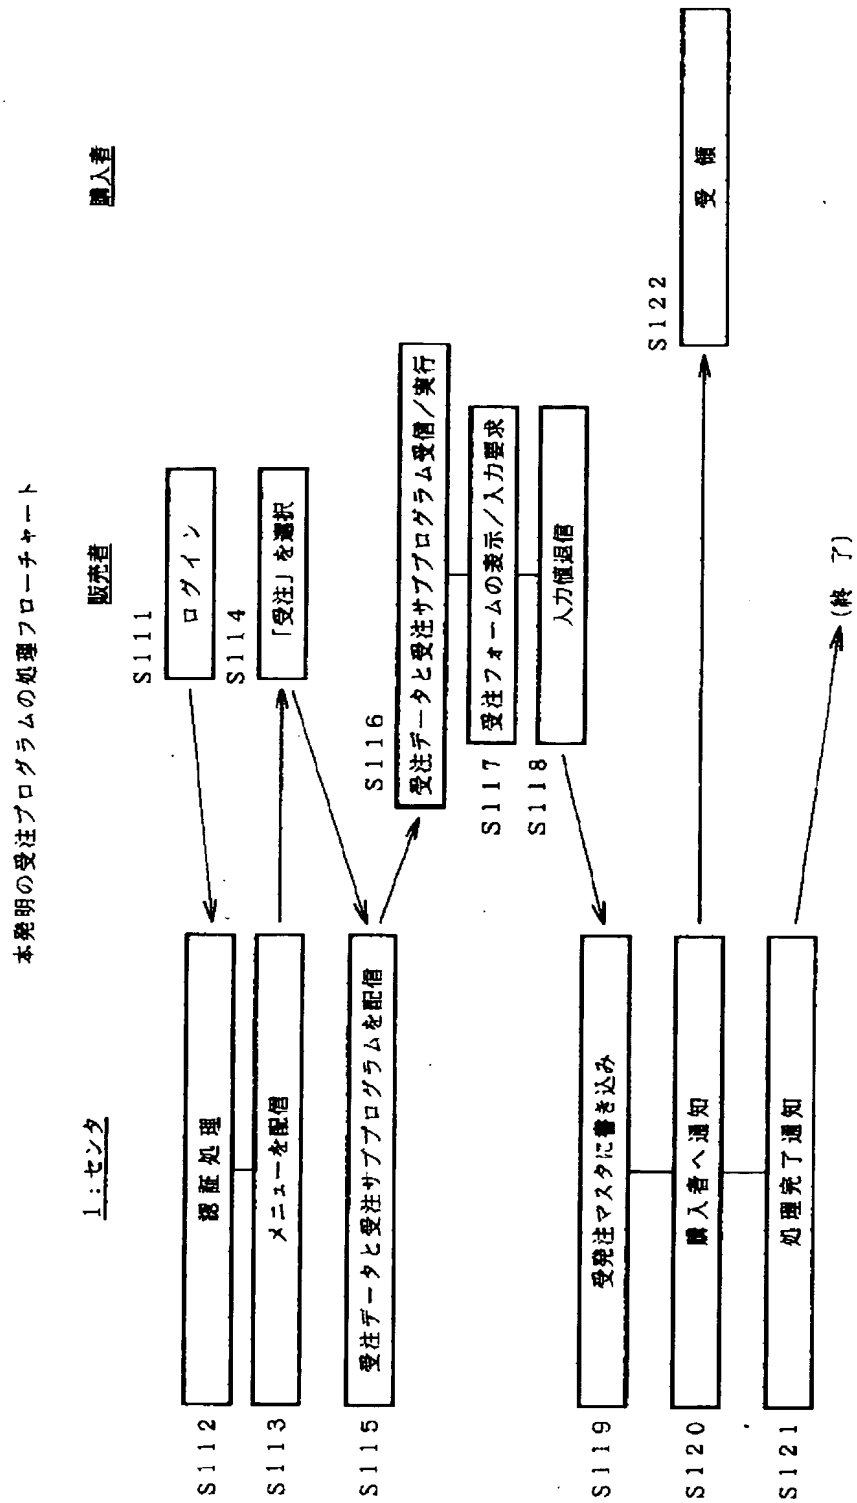 本発明の受注プログラムの処理フローチャート
1：センタ
販売者
購入者
S111
ログイン
S112
認証処理
S113
メニューを配信
S114
「受注」を選択
S115
受注データと受注サブプログラムを配信
S116
受注データと受注サブプログラム受信／実行
S117
受注フォームの表示／入力要求
S118
入力値返信
S119
受発注マスタに書き込み
S120
購入者へ通知
S122
受領
S121
処理完了通知
(終 了)